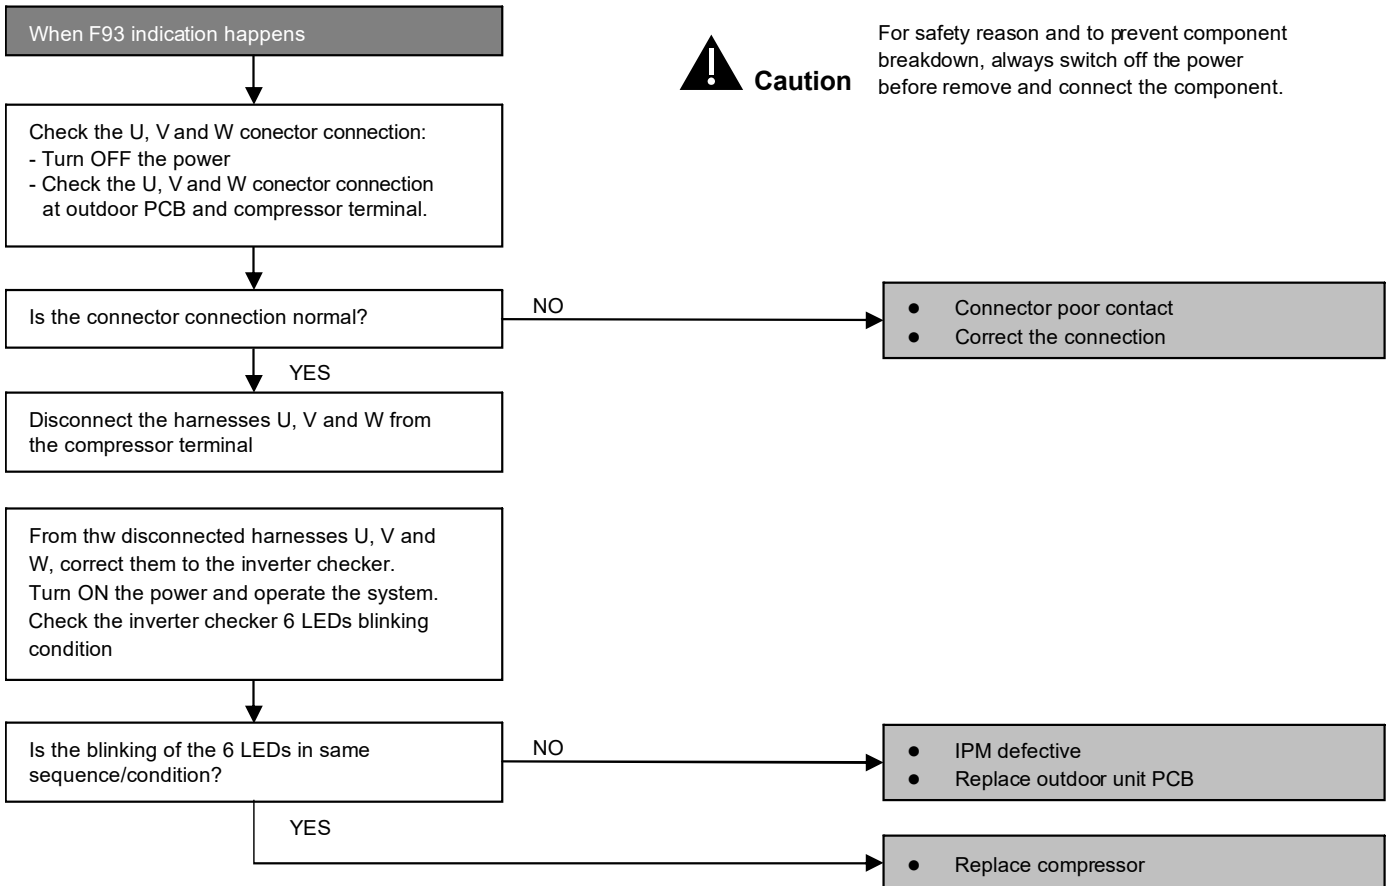 When F93 indication happens
For safety reason and to prevent component
breakdown, always switch off the power
before remove and connect the component.
Caution
Check the U, V and W conector connection:
- Turn OFF the power
- Check the U, V and W conector connection
at outdoor PCB and compressor terminal.
Is the connector connection normal?
NO
● Connector poor contact
● Correct the connection
YES
Disconnect the harnesses U, V and W from
the compressor terminal
From thw disconnected harnesses U, V and
W, correct them to the inverter checker.
Turn ON the power and operate the system.
Check the inverter checker 6 LEDs blinking
condition
Is the blinking of the 6 LEDs in same
sequence/condition?
NO
● IPM defective
● Replace outdoor unit PCB
YES
● Replace compressor